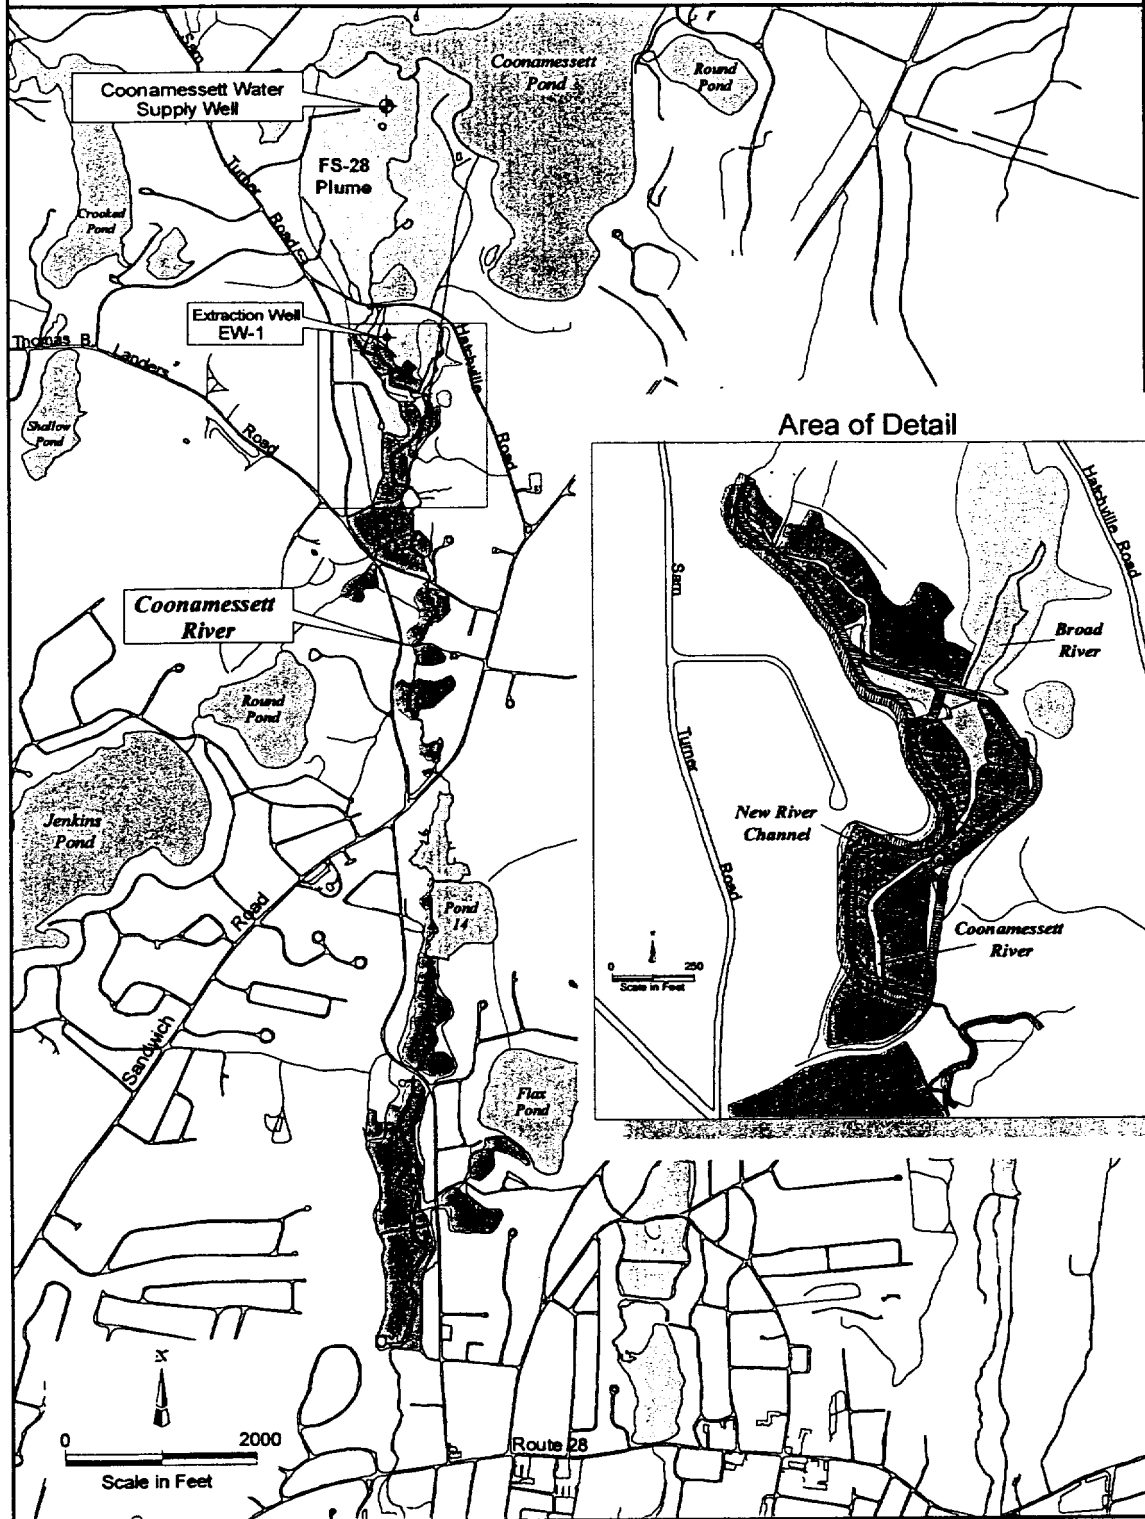 Sam
Coonamessett
Pond
Round
Pond
Coonamessett Water
Supply Well
FS-28
Plume
Turner
Road
Crooked
Pond
Extraction Well
EW-1
Thomas B.
Landers
Road
Hatchville
Road
Shallow
Pond
Area of Detail
Hatchville Road
Sam
Turner
Road
Broad
River
New River
Channel
Coonamessett
River
0 250
Scale in Feet
Coonamessett
River
Round
Pond
Jenkins
Pond
Road
Sandwich
Pond
14
Flax
Pond
0 2000
Scale in Feet
Route 28